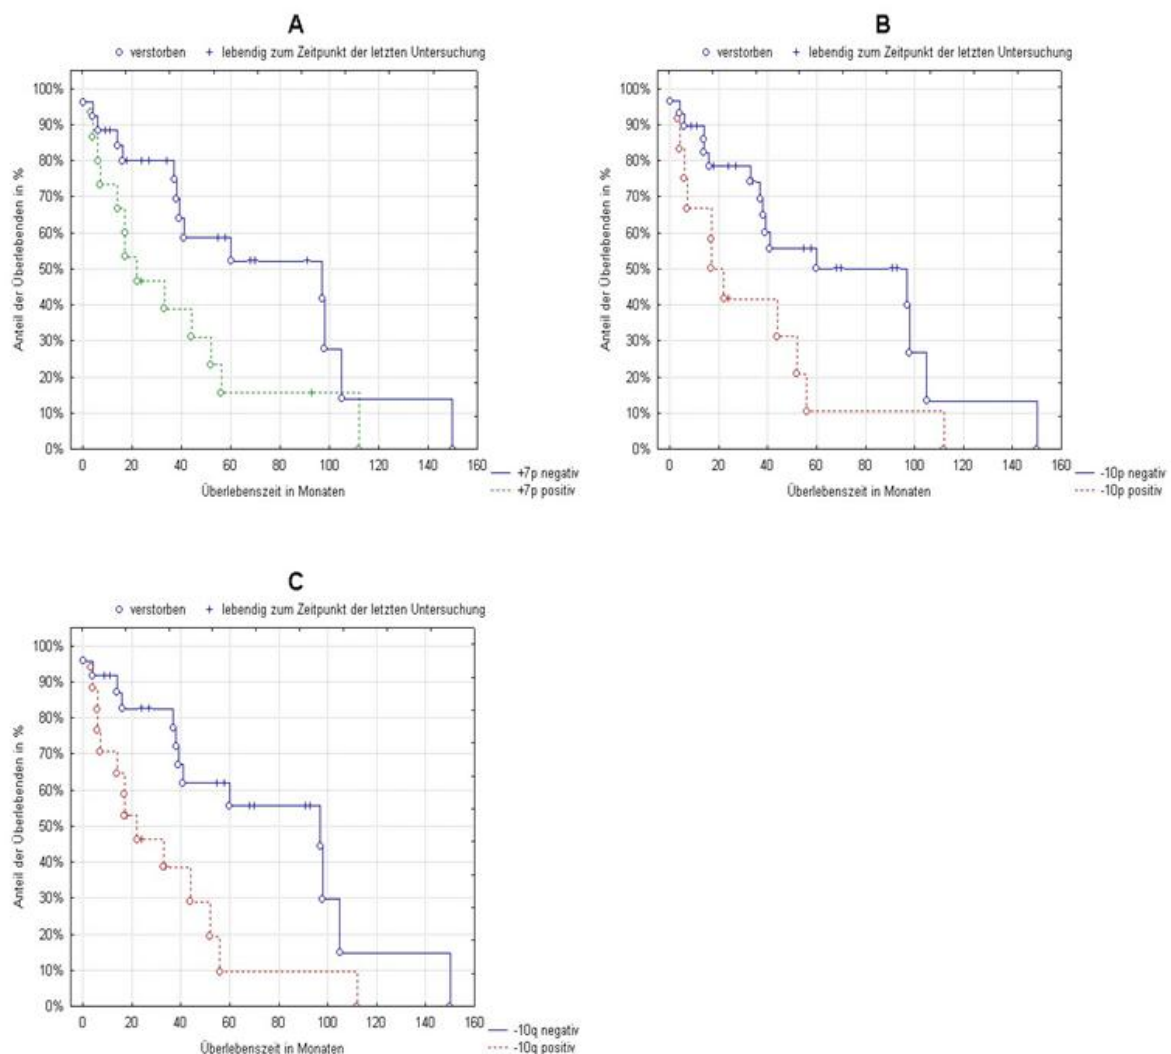 A
verstorben lebendig zum Zeitpunkt der letzten Untersuchung
100%
90%
80%
70%
60%
50%
40%
30%
20%
10%
0%
Anteil der Überlebenden in %
0 20 40 60 80 100 120 140 160
Überlebenszeit in Monaten
+7p negativ
+7p positiv
B
verstorben lebendig zum Zeitpunkt der letzten Untersuchung
100%
90%
80%
70%
60%
50%
40%
30%
20%
10%
0%
Anteil der Überlebenden in %
0 20 40 60 80 100 120 140 160
Überlebenszeit in Monaten
-10p negativ
-10p positiv
C
verstorben lebendig zum Zeitpunkt der letzten Untersuchung
100%
90%
80%
70%
60%
50%
40%
30%
20%
10%
0%
Anteil der Überlebenden in %
0 20 40 60 80 100 120 140 160
Überlebenszeit in Monaten
-10q negativ
-10q positiv